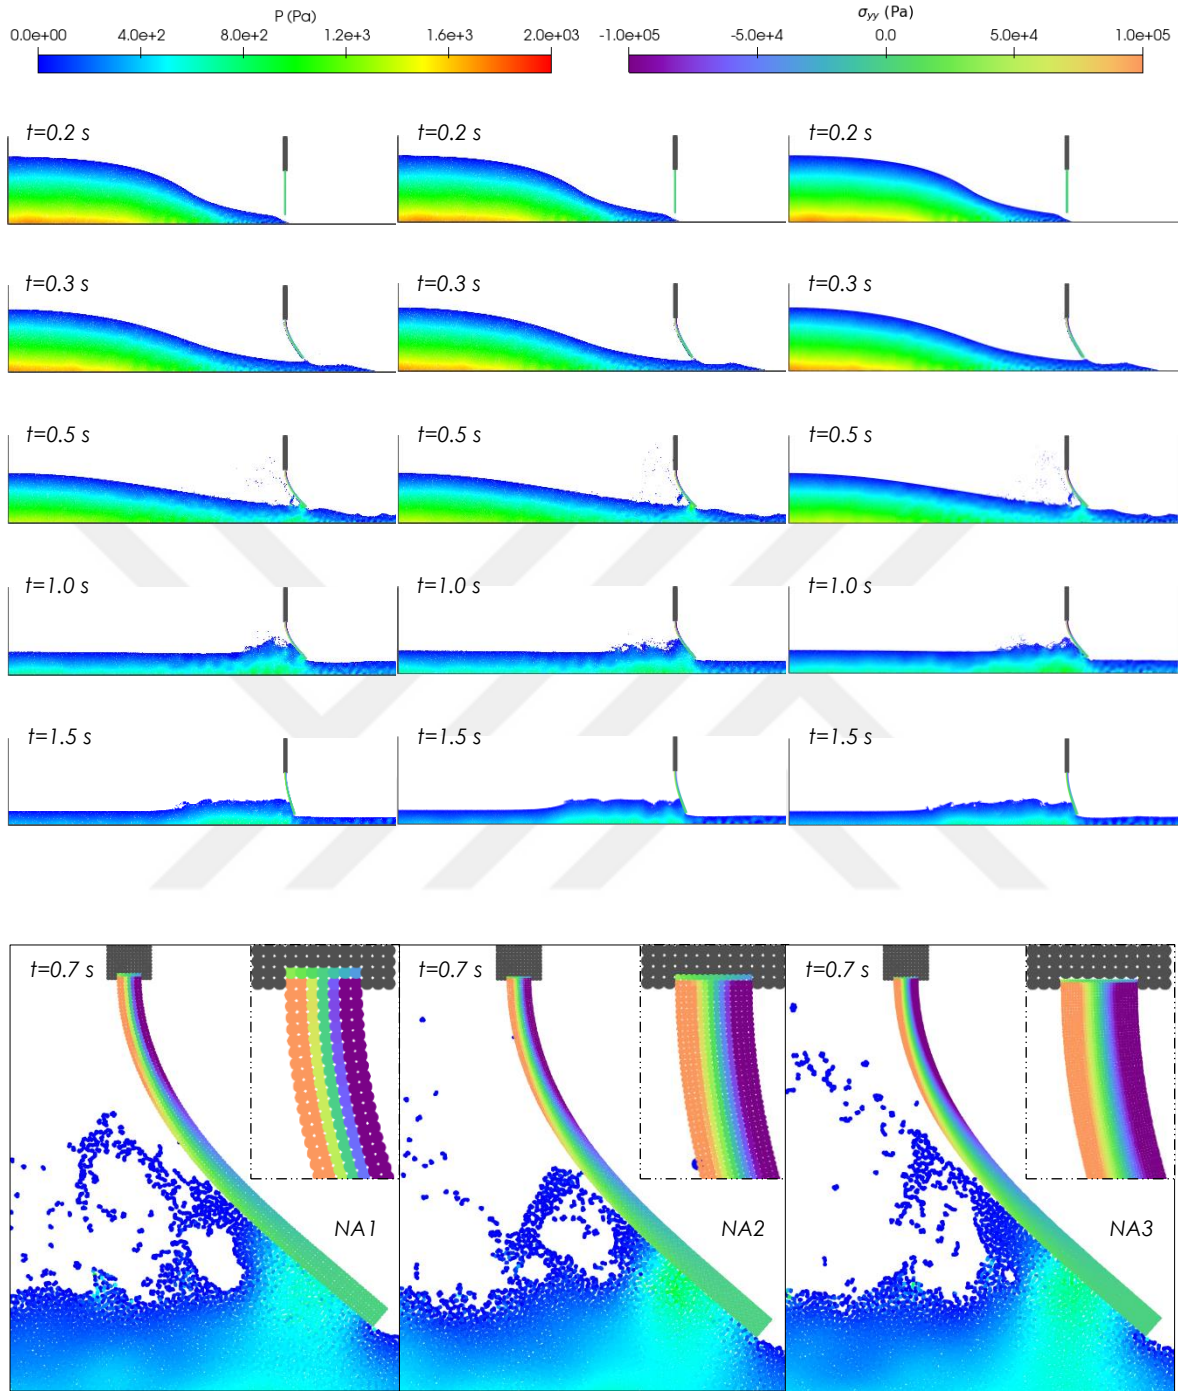 P (Pa)
σyy (Pa)
0.0e+00 4.0e+2 8.0e+2 1.2e+3 1.6e+3 2.0e+03
-1.0e+05 -5.0e+4 0.0 5.0e+4 1.0e+05
t=0.2 s t=0.2 s t=0.2 s
t=0.3 s t=0.3 s t=0.3 s
t=0.5 s t=0.5 s t=0.5 s
t=1.0 s t=1.0 s t=1.0 s
t=1.5 s t=1.5 s t=1.5 s
t=0.7 s t=0.7 s t=0.7 s
NA1 NA2 NA3